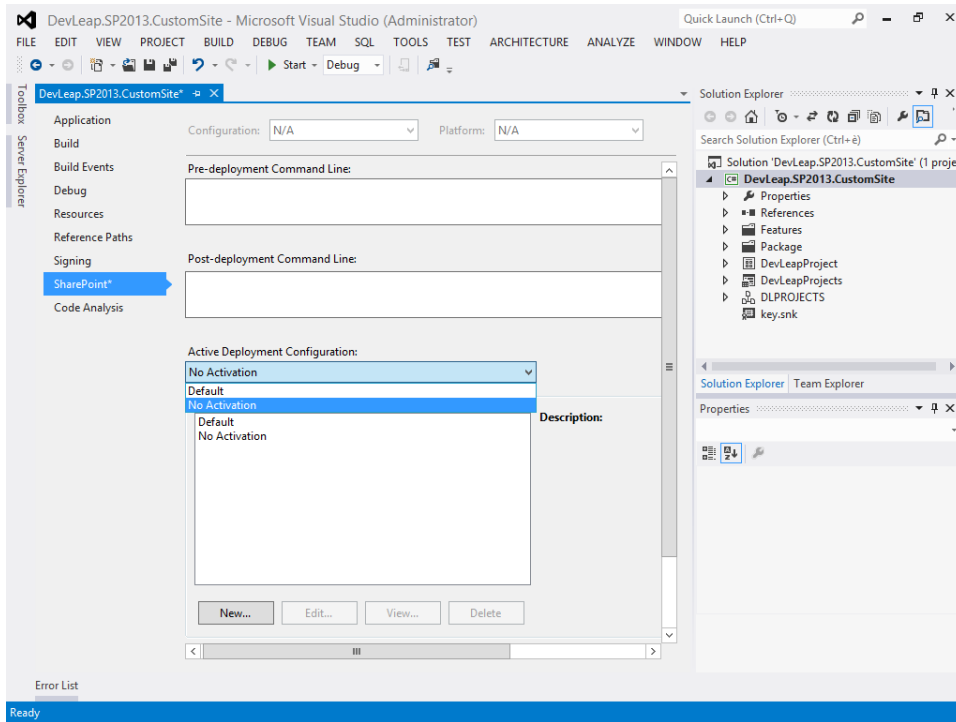 DevLeap.SP2013.CustomSite - Microsoft Visual Studio (Administrator)
Quick Launch (Ctrl+Q)
FILE EDIT VIEW PROJECT BUILD DEBUG TEAM SQL TOOLS TEST ARCHITECTURE ANALYZE WINDOW HELP
Start Debug
Toolbox
Server Explorer
DevLeap.SP2013.CustomSite*
Application
Build
Build Events
Debug
Resources
Reference Paths
Signing
SharePoint*
Code Analysis
Configuration: N/A Platform: N/A
Pre-deployment Command Line:
Post-deployment Command Line:
Active Deployment Configuration:
No Activation
Default
No Activation
Default
No Activation
Description:
New... Edit... View... Delete
Solution Explorer
Search Solution Explorer (Ctrl+è)
Solution 'DevLeap.SP2013.CustomSite' (1 proje
C# DevLeap.SP2013.CustomSite
Properties
References
Features
Package
DevLeapProject
DevLeapProjects
DLPROJECTS
key.snk
Solution Explorer Team Explorer
Properties
Error List
Ready